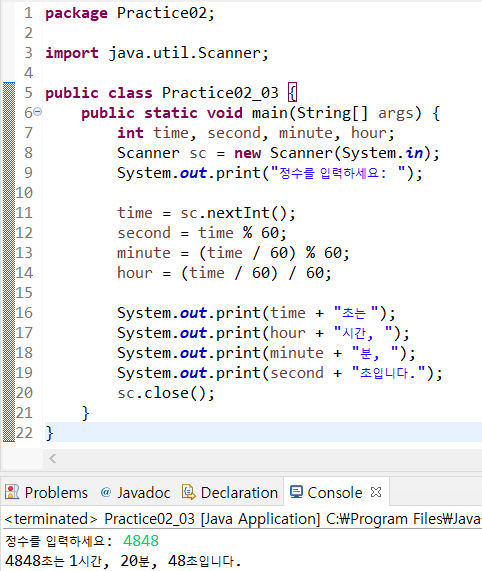 1 package Practice02;
2
3 import java.util.Scanner;
4
5 public class Practice02_03 {
6 public static void main(String[] args) {
7 int time, second, minute, hour;
8 Scanner sc = new Scanner(System.in);
9 System.out.print("정수를 입력하세요: ");
10
11 time = sc.nextInt();
12 second = time % 60;
13 minute = (time / 60) % 60;
14 hour = (time / 60) / 60;
15
16 System.out.print(time + "초는 ");
17 System.out.print(hour + "시간, ");
18 System.out.print(minute + "분, ");
19 System.out.print(second + "초입니다.");
20 sc.close();
21 }
22 }
Problems @ Javadoc Declaration Console
<terminated> Practice02_03 [Java Application] C:₩Program Files₩Java
정수를 입력하세요: 4848
4848초는 1시간, 20분, 48초입니다.